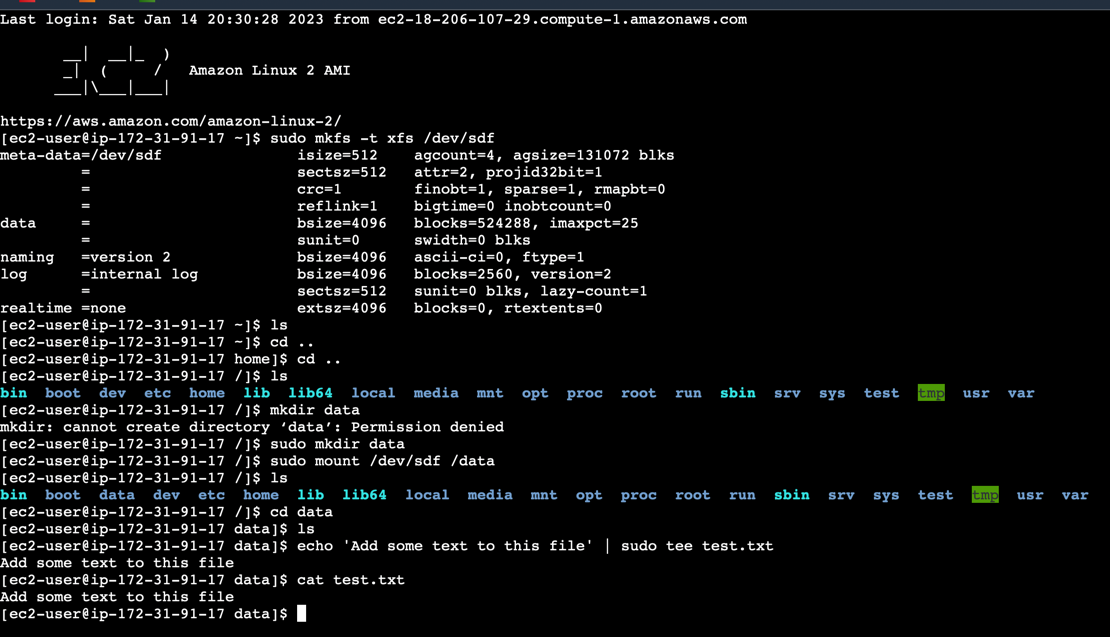 Last login: Sat Jan 14 20:30:28 2023 from ec2-18-206-107-29.compute-1.amazonaws.com
       __|  __|_  )
       _|  (     /   Amazon Linux 2 AMI
      ___|\___|___|
https://aws.amazon.com/amazon-linux-2/
[ec2-user@ip-172-31-91-17 ~]$ sudo mkfs -t xfs /dev/sdf
meta-data=/dev/sdf               isize=512    agcount=4, agsize=131072 blks
         =                       sectsz=512   attr=2, projid32bit=1
         =                       crc=1        finobt=1, sparse=1, rmapbt=0
         =                       reflink=1    bigtime=0 inobtcount=0
data     =                       bsize=4096   blocks=524288, imaxpct=25
         =                       sunit=0      swidth=0 blks
naming   =version 2              bsize=4096   ascii-ci=0, ftype=1
log      =internal log           bsize=4096   blocks=2560, version=2
         =                       sectsz=512   sunit=0 blks, lazy-count=1
realtime =none                   extsz=4096   blocks=0, rtextents=0
[ec2-user@ip-172-31-91-17 ~]$ ls
[ec2-user@ip-172-31-91-17 ~]$ cd ..
[ec2-user@ip-172-31-91-17 home]$ cd ..
[ec2-user@ip-172-31-91-17 /]$ ls
bin  boot  dev  etc  home  lib  lib64  local  media  mnt  opt  proc  root  run  sbin  srv  sys  test  tmp  usr  var
[ec2-user@ip-172-31-91-17 /]$ mkdir data
mkdir: cannot create directory ‘data’: Permission denied
[ec2-user@ip-172-31-91-17 /]$ sudo mkdir data
[ec2-user@ip-172-31-91-17 /]$ sudo mount /dev/sdf /data
[ec2-user@ip-172-31-91-17 /]$ ls
bin  boot  data  dev  etc  home  lib  lib64  local  media  mnt  opt  proc  root  run  sbin  srv  sys  test  tmp  usr  var
[ec2-user@ip-172-31-91-17 /]$ cd data
[ec2-user@ip-172-31-91-17 data]$ ls
[ec2-user@ip-172-31-91-17 data]$ echo 'Add some text to this file' | sudo tee test.txt
Add some text to this file
[ec2-user@ip-172-31-91-17 data]$ cat test.txt
Add some text to this file
[ec2-user@ip-172-31-91-17 data]$